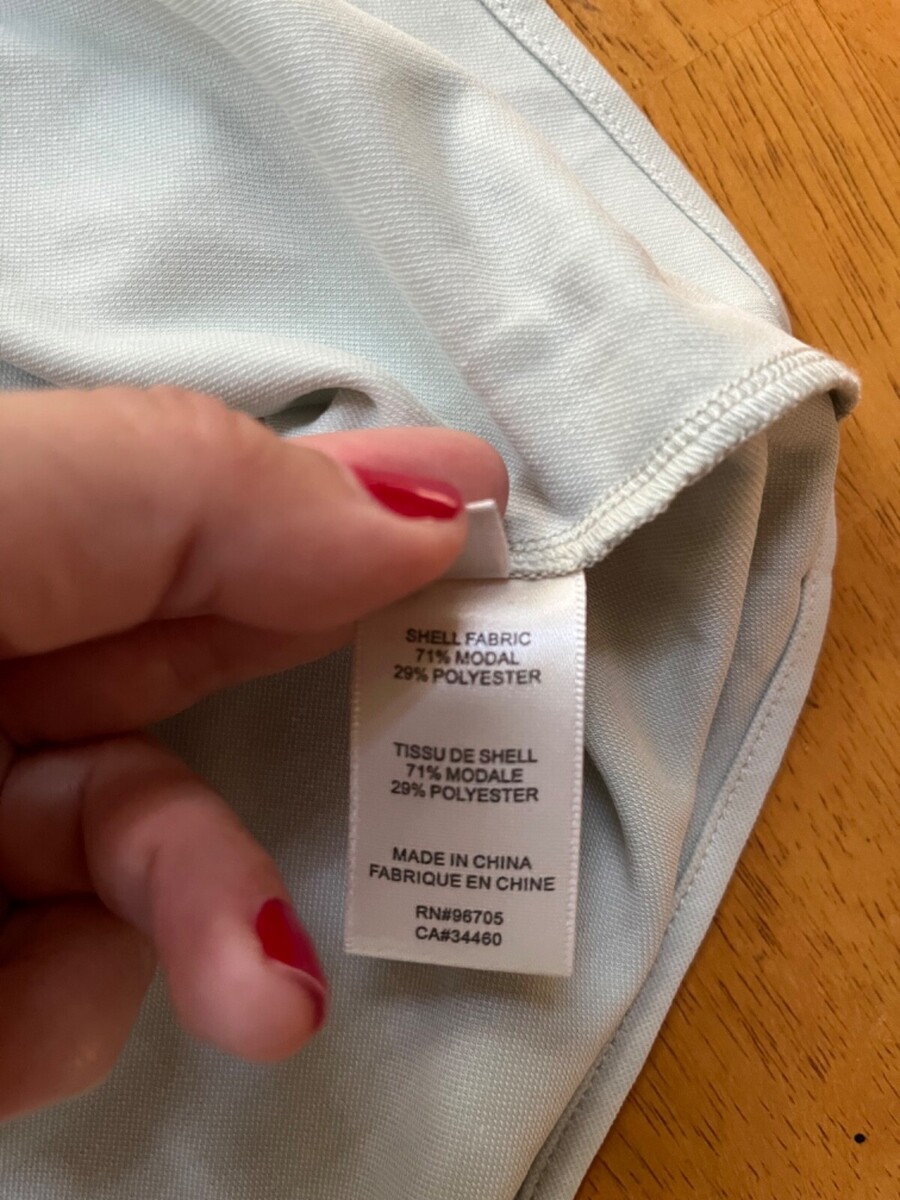 SHELL FABRIC
71% MODAL
29% POLYESTER
TISSU DE SHELL
71% MODALE
29% POLYESTER
MADE IN CHINA
FABRIQUE EN CHINE
RN#96705
CA#34460